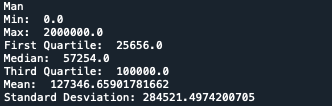 Man
Min:  0.0
Max:  2000000.0
First Quartile:  25656.0
Median:  57254.0
Third Quartile:  100000.0
Mean:  127346.65901781662
Standard Desviation: 284521.4974200705